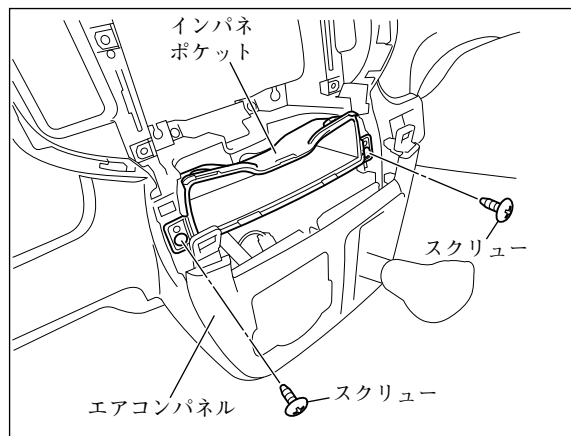 インパネ
ポケット
スクリュー
エアコンパネル
スクリュー